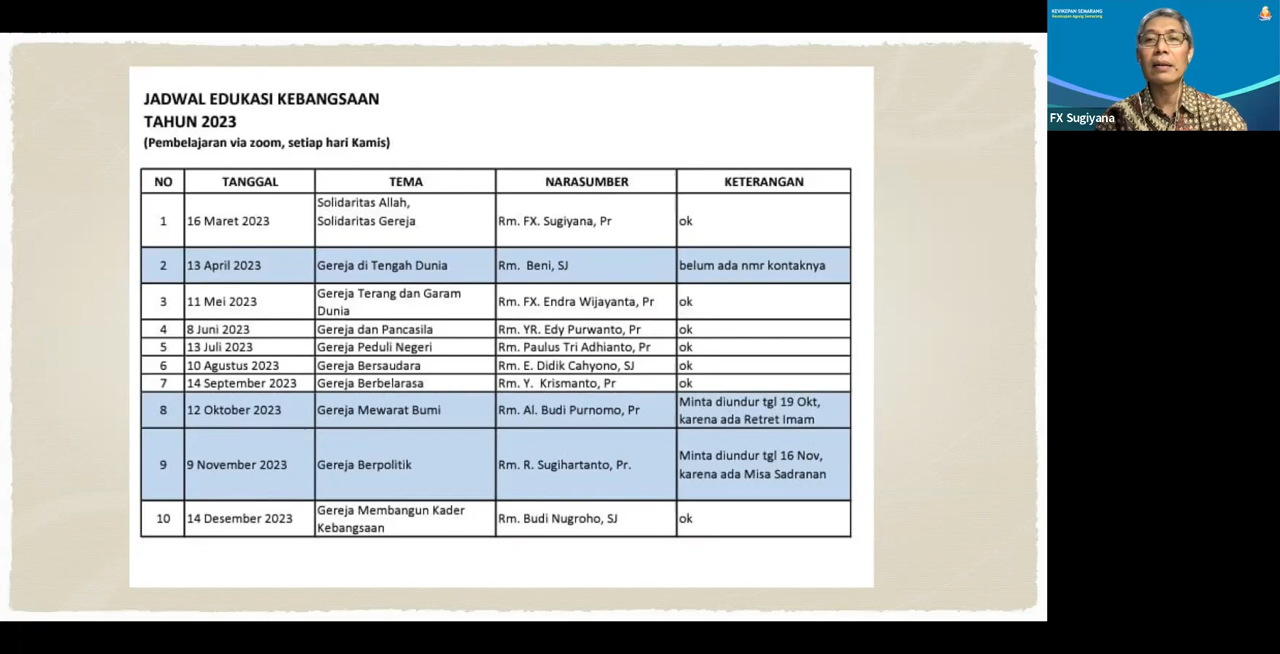 JADWAL EDUKASI KEBANGSAAN
TAHUN 2023
(Pembelajaran via zoom, setiap hari Kamis)
NO TANGGAL TEMA NARASUMBER KETERANGAN
1 16 Maret 2023 Solidaritas Allah,
Solidaritas Gereja Rm. FX. Sugiyana, Pr ok
2 13 April 2023 Gereja di Tengah Dunia Rm. Beni, SJ belum ada nmr kontaknya
3 11 Mei 2023 Gereja Terang dan Garam
Dunia Rm. FX. Endra Wijayanta, Pr ok
4 8 Juni 2023 Gereja dan Pancasila Rm. YR. Edy Purwanto, Pr ok
5 13 Juli 2023 Gereja Peduli Negeri Rm. Paulus Tri Adhianto, Pr ok
6 10 Agustus 2023 Gereja Bersaudara Rm. E. Didik Cahyono, SJ ok
7 14 September 2023 Gereja Berbelarasa Rm. Y. Krismanto, Pr ok
8 12 Oktober 2023 Gereja Mewarat Bumi Rm. Al. Budi Purnomo, Pr Minta diundur tgl 19 Okt,
karena ada Retret Imam
9 9 November 2023 Gereja Berpolitik Rm. R. Sugihartanto, Pr. Minta diundur tgl 16 Nov,
karena ada Misa Sadranan
10 14 Desember 2023 Gereja Membangun Kader
Kebangsaan Rm. Budi Nugroho, SJ ok
KEVIKEPAN SEMARANG
Keuskupan Agung Semarang
FX Sugiyana